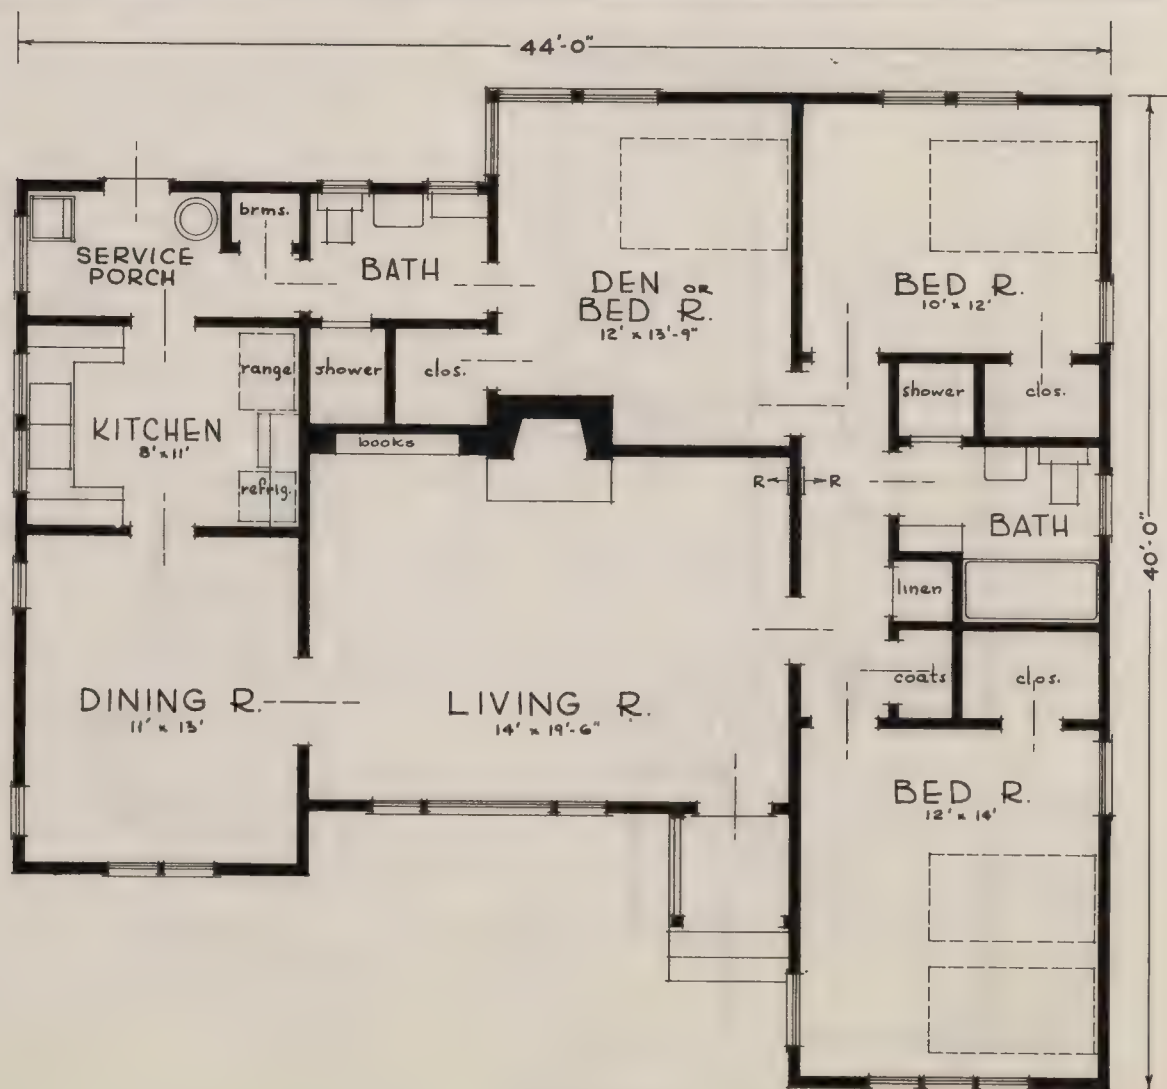 44'-0"
brms.
SERVICE
PORCH
BATH
DEN OR
BED R.
12' x 13'-9"
BED R.
10' x 12'
range
shower
clos.
shower
clos.
KITCHEN
8' x 11'
books
refrig.
R R
BATH
40'-0"
linen
DINING R.
11' x 13'
LIVING R.
14' x 19'-6"
coats
clos.
BED R.
12' x 14'